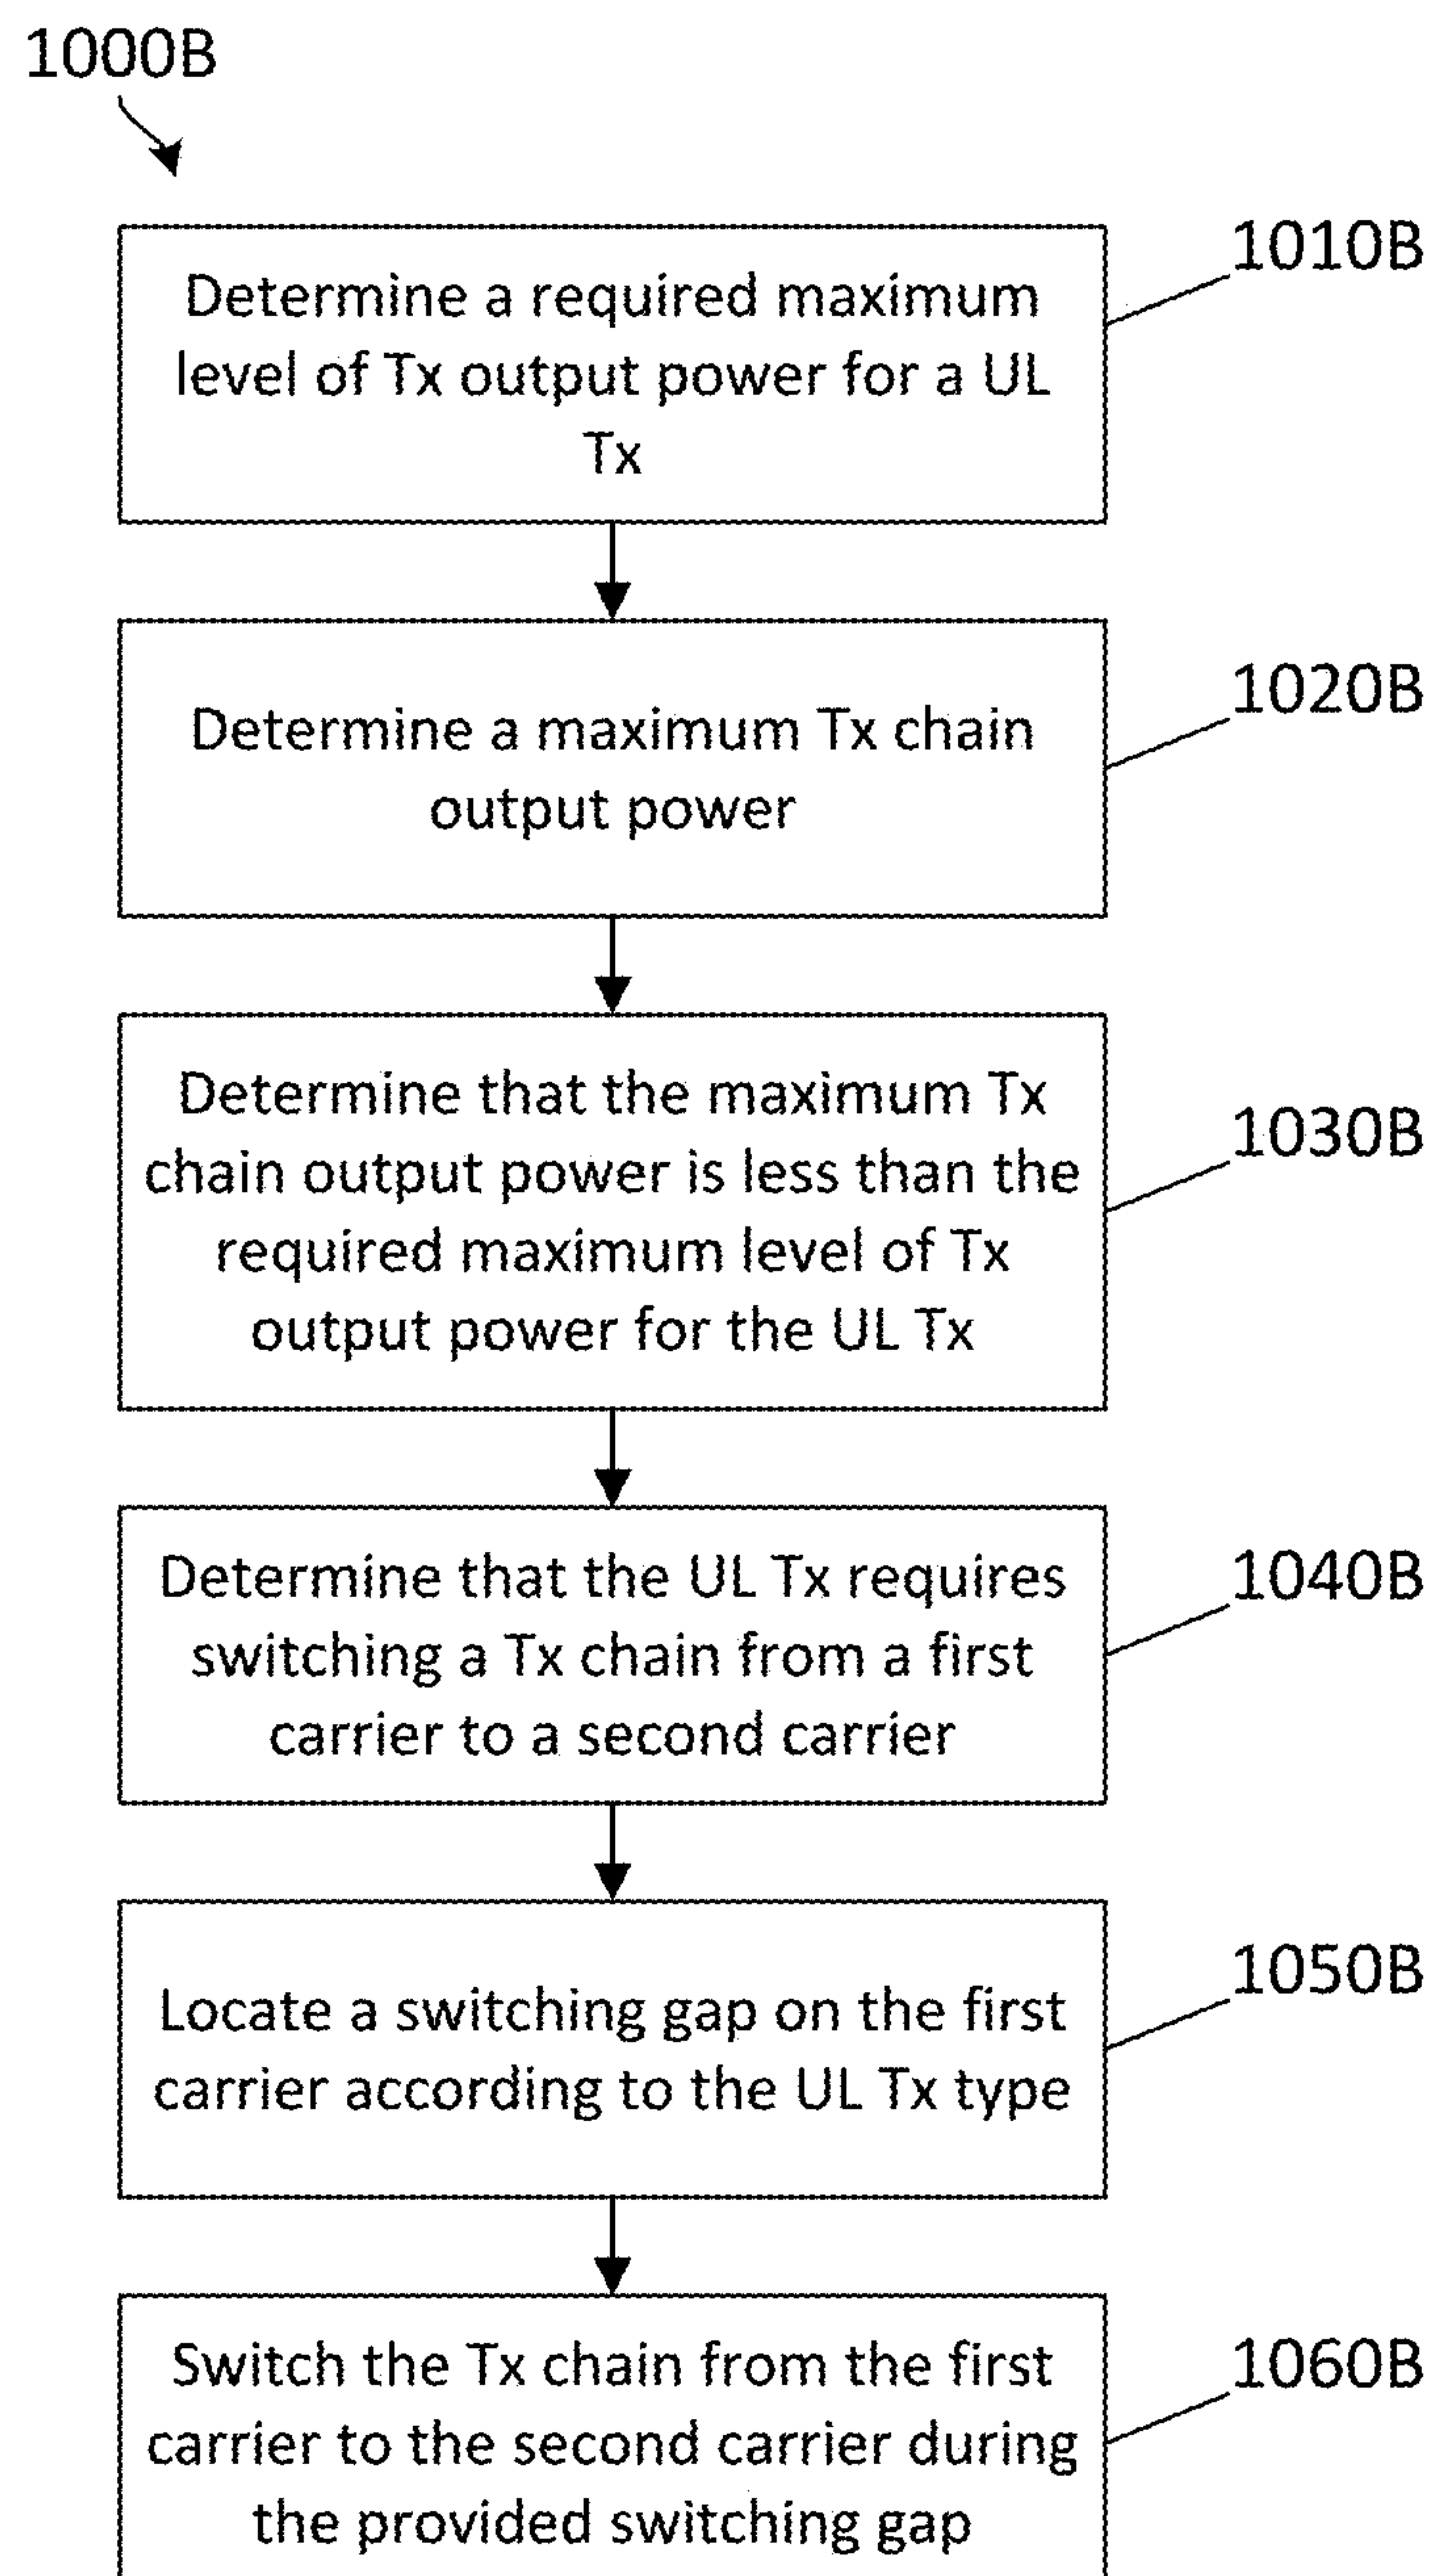 1000B
Determine a required maximum
level of Tx output power for a UL
Tx
1010B
Determine a maximum Tx chain
output power
1020B
Determine that the maximum Tx
chain output power is less than the
required maximum level of Tx
output power for the UL Tx
1030B
Determine that the UL Tx requires
switching a Tx chain from a first
carrier to a second carrier
1040B
Locate a switching gap on the first
carrier according to the UL Tx type
1050B
Switch the Tx chain from the first
carrier to the second carrier during
the provided switching gap
1060B